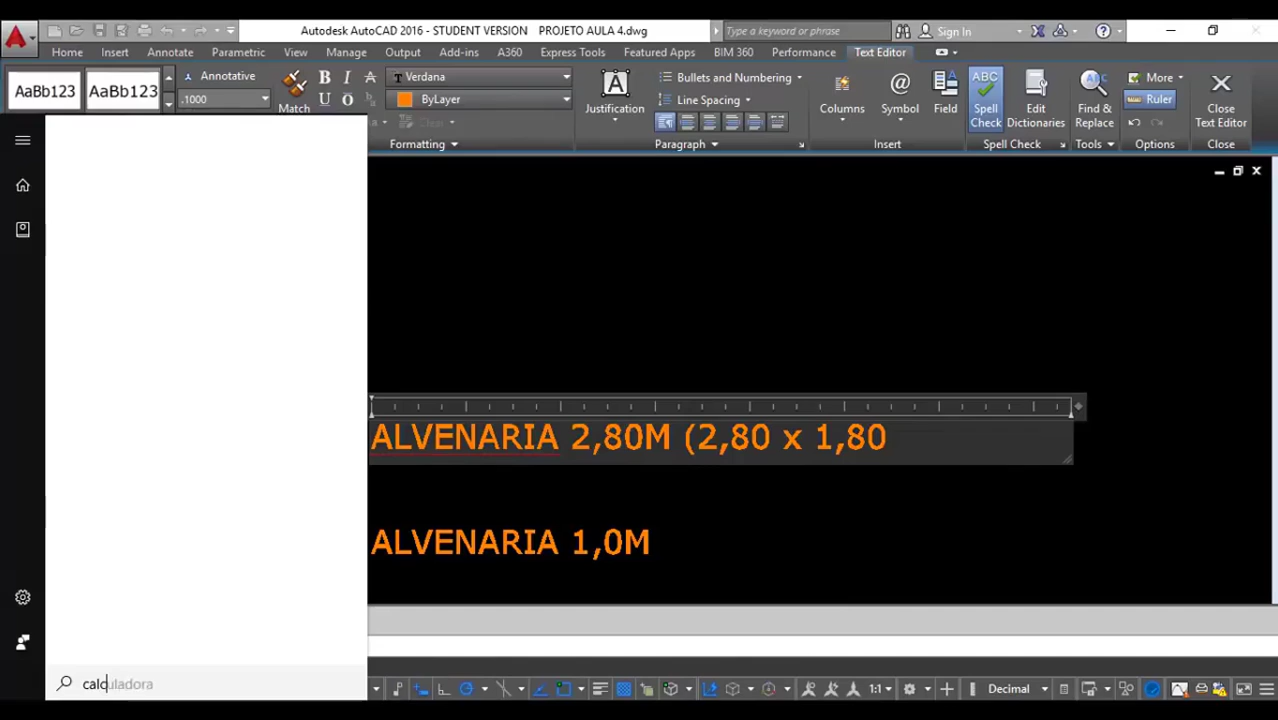 Autodesk AutoCAD 2016 - STUDENT VERSION PROJETO AULA 4.dwg
Type a keyword or phrase
Sign In
Home Insert Annotate Parametric View Manage Output Add-ins A360 Express Tools Featured Apps BIM 360 Performance Text Editor
AaBb123 AaBb123
Annotative
.1000
Match
B I A
U O
Verdana
ByLayer
Clear
Formatting
Justification
Bullets and Numbering
Line Spacing
Paragraph
Columns
Symbol
Field
Insert
ABC
Spell
Check
Edit
Dictionaries
Spell Check
Find &
Replace
Tools
More
Ruler
Options
Close
Text Editor
Close
ALVENARIA 2,80M (2,80 x 1,80
ALVENARIA 1,0M
calculadora
1:1
Decimal